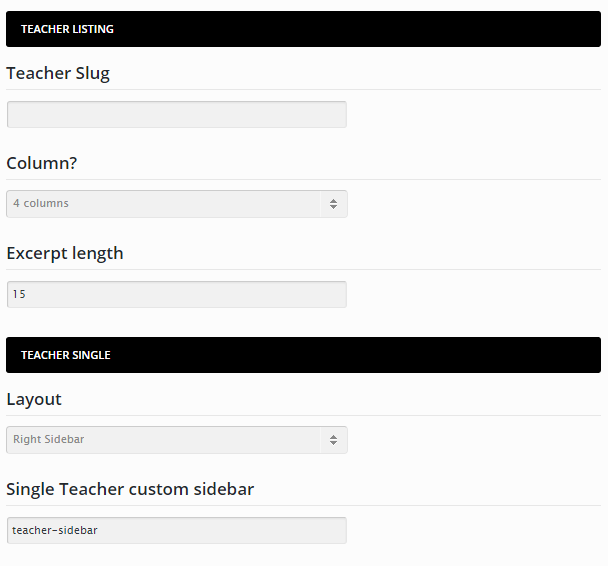 TEACHER LISTING
Teacher Slug
Column?
4 columns
Excerpt length
15
TEACHER SINGLE
Layout
Right Sidebar
Single Teacher custom sidebar
teacher-sidebar